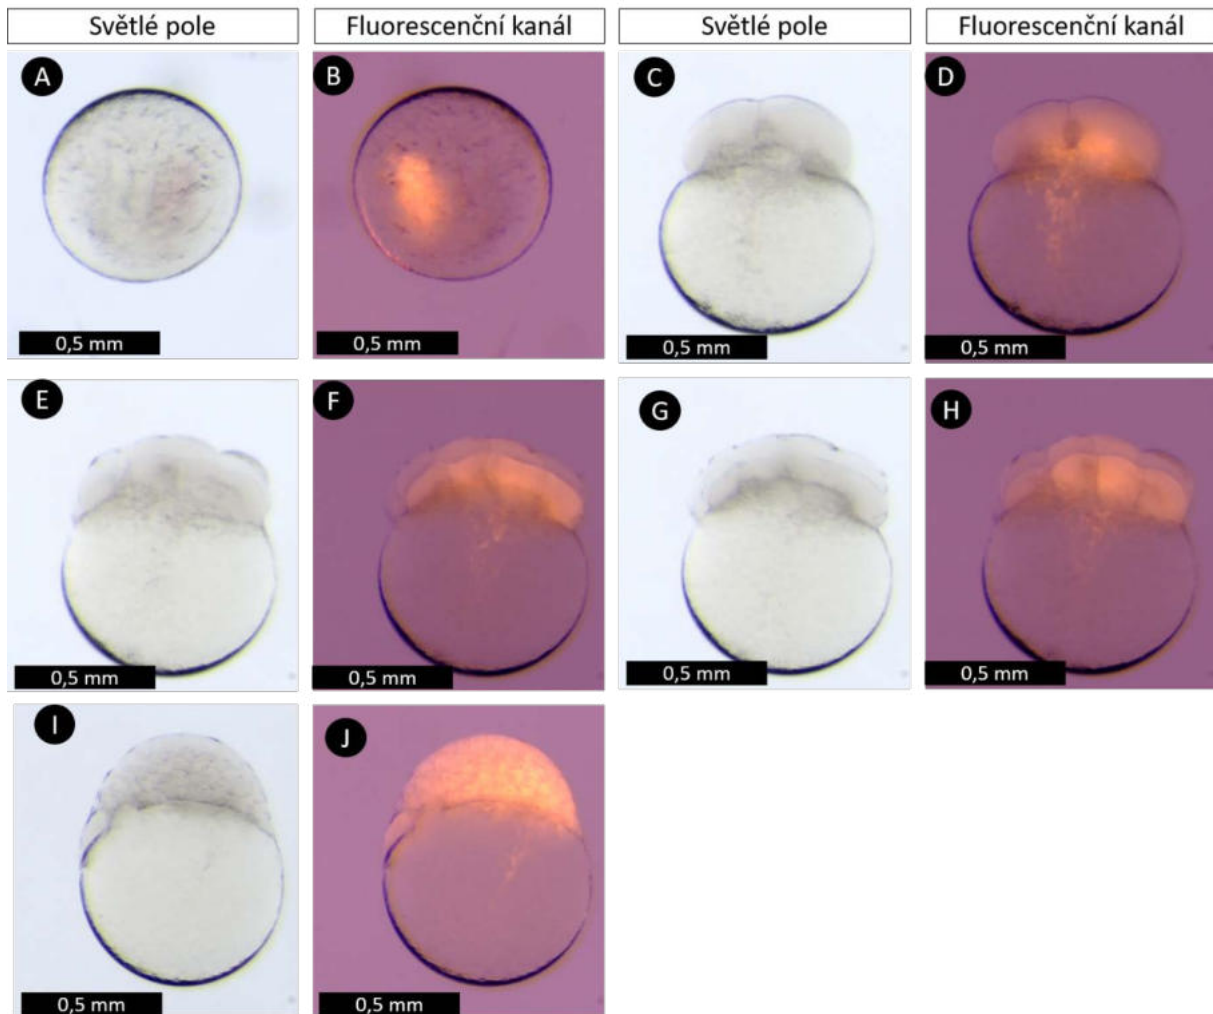 Světlé pole
Fluorescenční kanál
Světlé pole
Fluorescenční kanál
A
B
C
D
0,5 mm
0,5 mm
0,5 mm
0,5 mm
E
F
G
H
0,5 mm
0,5 mm
0,5 mm
0,5 mm
I
J
0,5 mm
0,5 mm